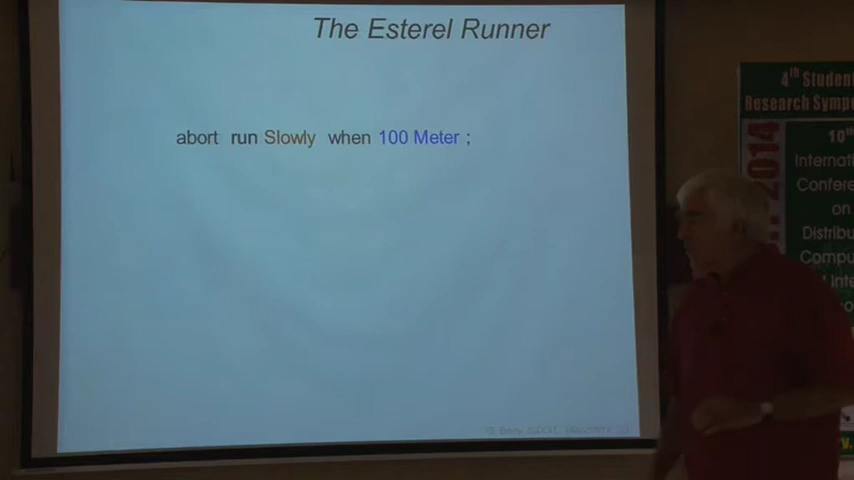 The Esterel Runner
abort run Slowly when 100 Meter ;
4th Student
Research Symp
2014
10th
Internati
Confere
on
Distribu
Compu